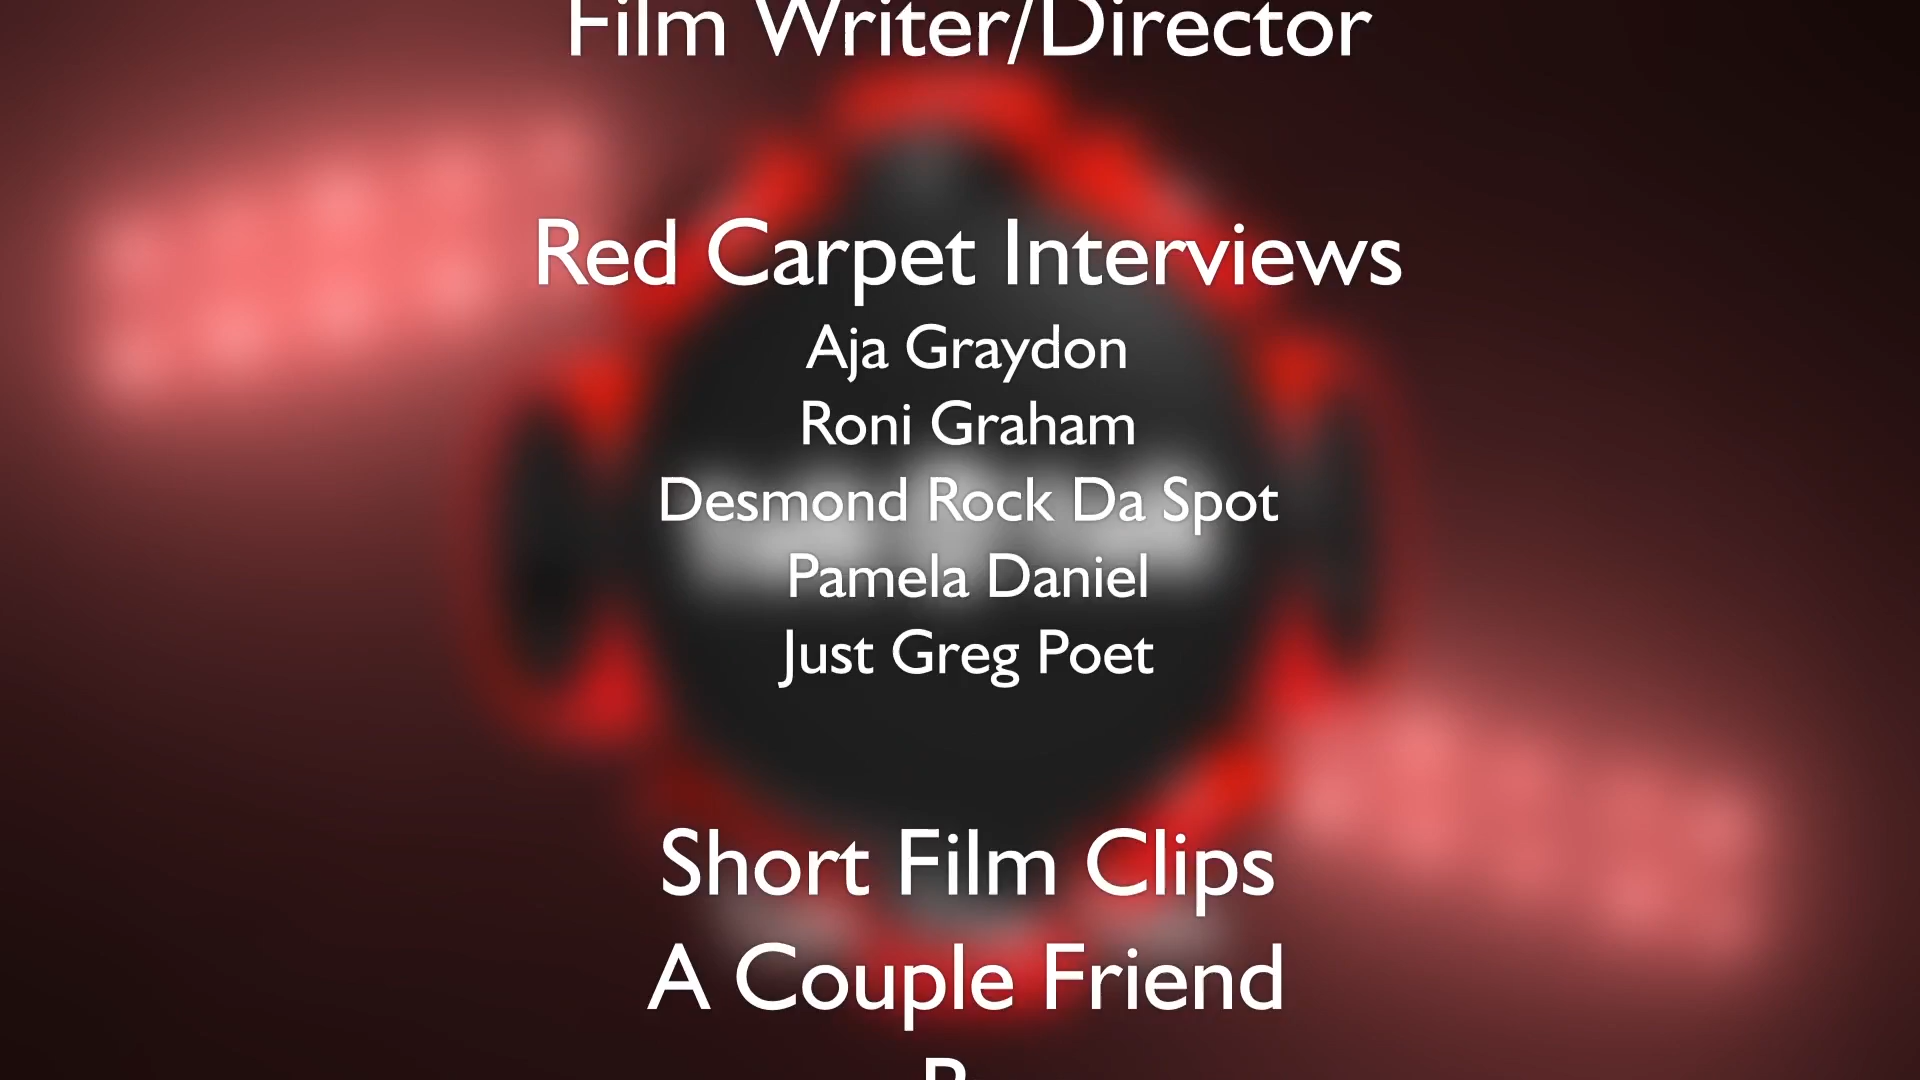 Film Writer/Director
Red Carpet Interviews
Aja Graydon
Roni Graham
Desmond Rock Da Spot
Pamela Daniel
Just Greg Poet
Short Film Clips
A Couple Friend